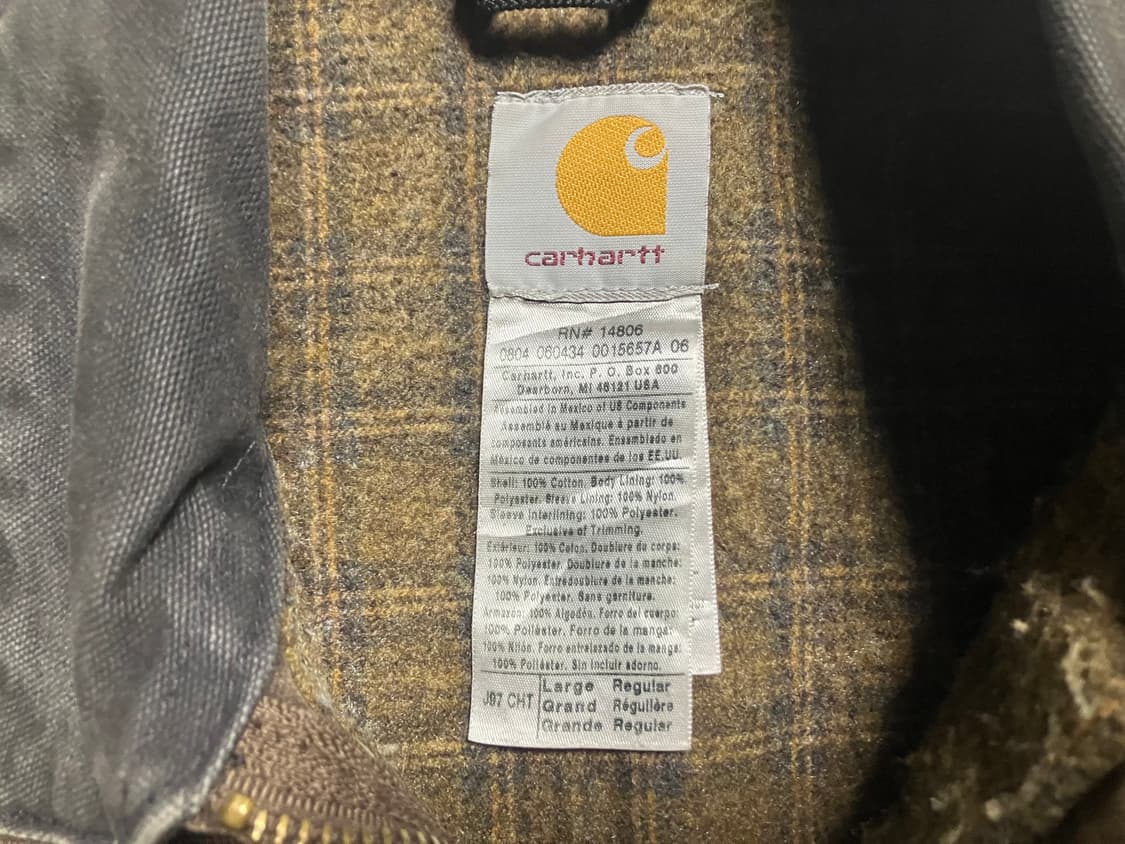 carhartt
RN# 14806
0804 060434 0015657A 06
Carhartt, Inc. P. O. Box 600
Dearborn, MI 48121 USA
Assembled in Mexico of US Components
Assemblé au Mexique à partir de
composants américains. Ensamblado en
México de componentes de los EE.UU.
Shell: 100% Cotton. Body Lining: 100%
Polyester. Sleeve Lining: 100% Nylon.
Sleeve Interlining: 100% Polyester.
Exclusive of Trimming.
Extérieur: 100% Coton. Doublure du corps:
100% Polyester. Doublure de la manche:
100% Nylon. Entredoublure de la manche:
100% Polyester. Sans garniture.
Armazon: 100% Algodón. Forro del cuerpo:
100% Poliéster. Forro de la manga:
100% Nilón. Forro entrelazado de la manga:
100% Poliéster. Sin incluir adorno.
J97 CHT
Large Regular
Grand Régulière
Grande Regular